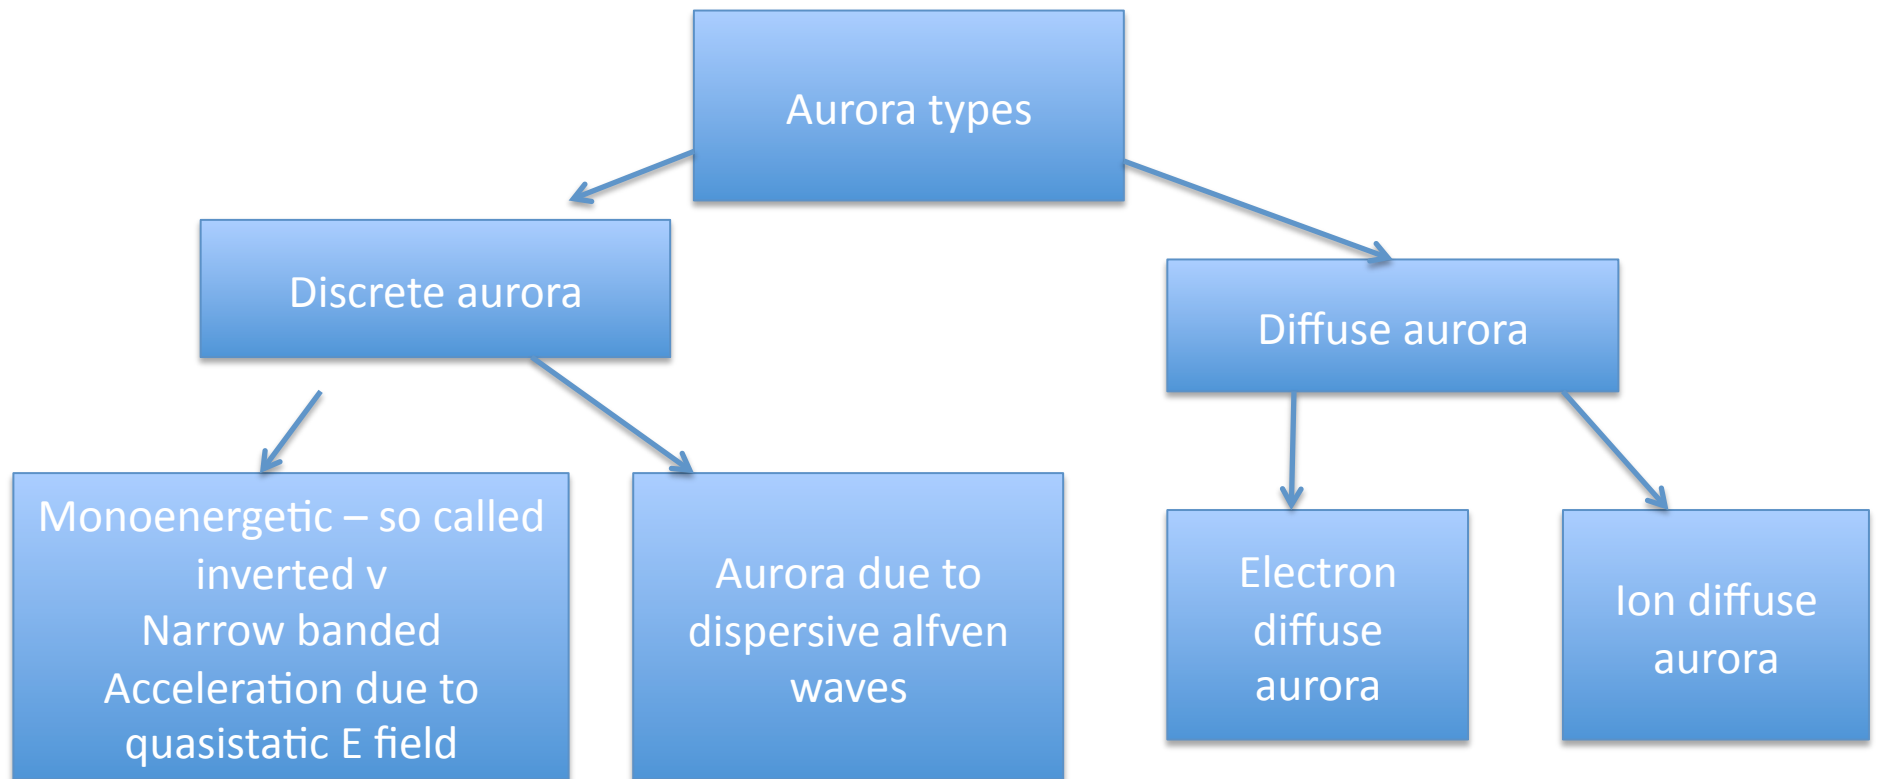 Aurora types
Discrete aurora
Diffuse aurora
Monoenergetic – so called
inverted v
Narrow banded
Acceleration due to
quasistatic E field
Aurora due to
dispersive alfven
waves
Electron
diffuse
aurora
Ion diffuse
aurora